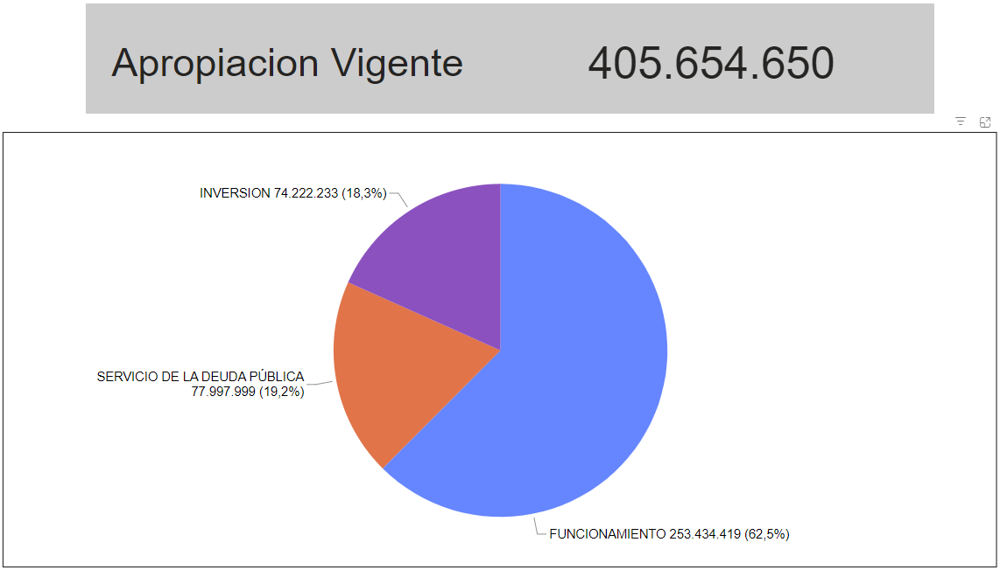 Apropiacion Vigente 405.654.650
INVERSION 74.222.233 (18,3%)
SERVICIO DE LA DEUDA PÚBLICA
77.997.999 (19,2%)
FUNCIONAMIENTO 253.434.419 (62,5%)